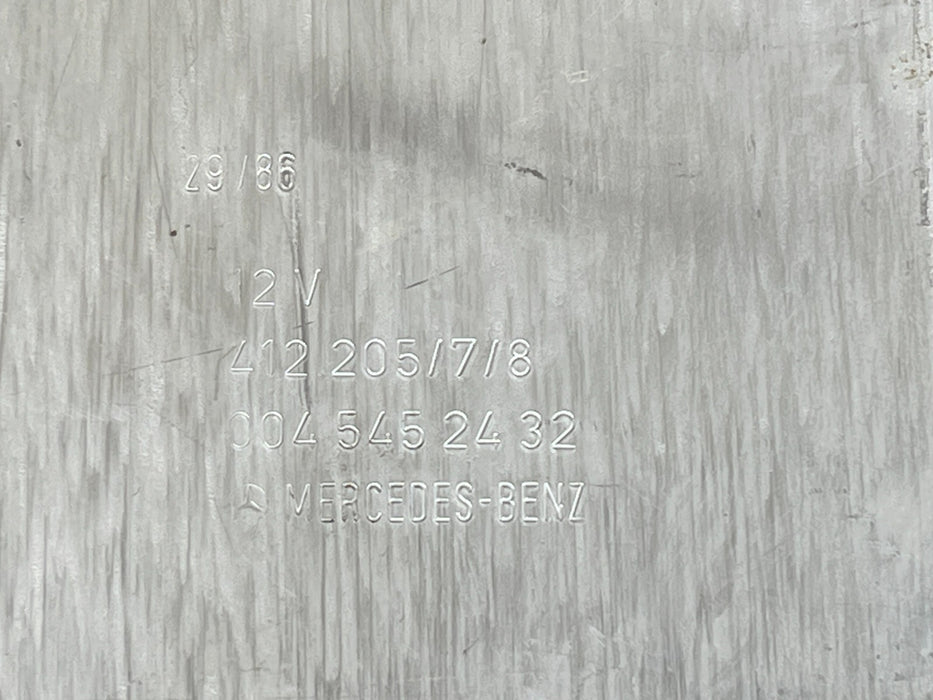 29/86
12 V
412 205/7/8
004 545 24 32
MERCEDES-BENZ